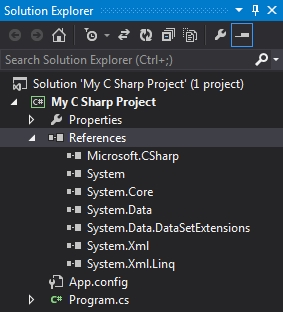 Solution Explorer
Search Solution Explorer (Ctrl+;)
Solution 'My C Sharp Project' (1 project)
C# My C Sharp Project
Properties
References
Microsoft.CSharp
System
System.Core
System.Data
System.Data.DataSetExtensions
System.Xml
System.Xml.Linq
App.config
C# Program.cs